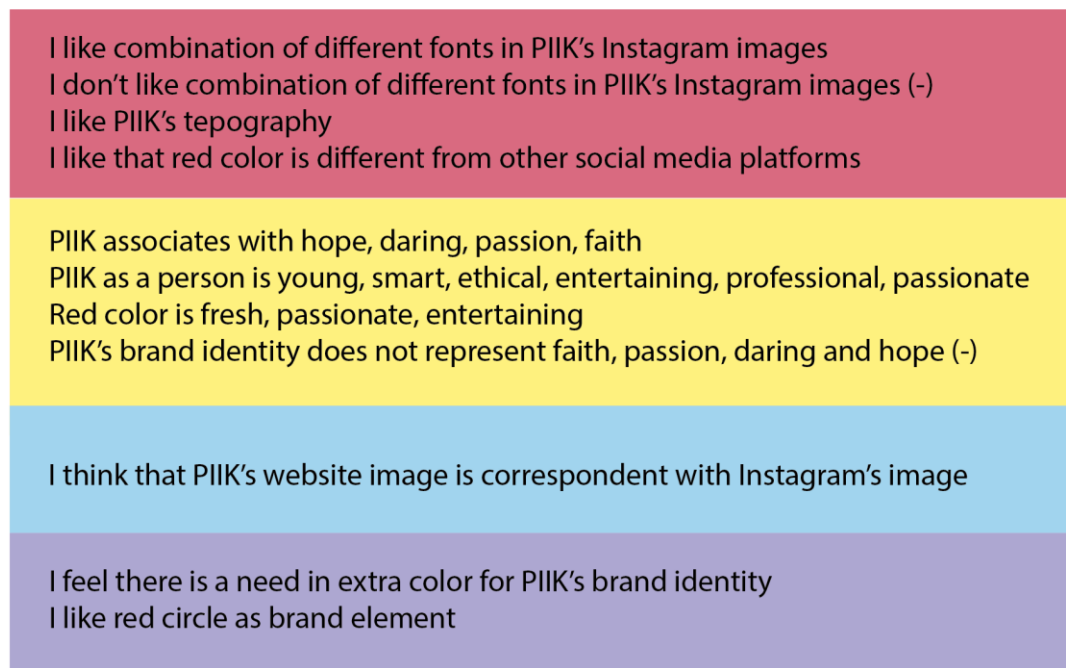 I like combination of different fonts in PIIK's Instagram images
I don't like combination of different fonts in PIIK's Instagram images (-)
I like PIIK's tepography
I like that red color is different from other social media platforms
PIIK associates with hope, daring, passion, faith
PIIK as a person is young, smart, ethical, entertaining, professional, passionate
Red color is fresh, passionate, entertaining
PIIK's brand identity does not represent faith, passion, daring and hope (-)
I think that PIIK's website image is correspondent with Instagram's image
I feel there is a need in extra color for PIIK's brand identity
I like red circle as brand element